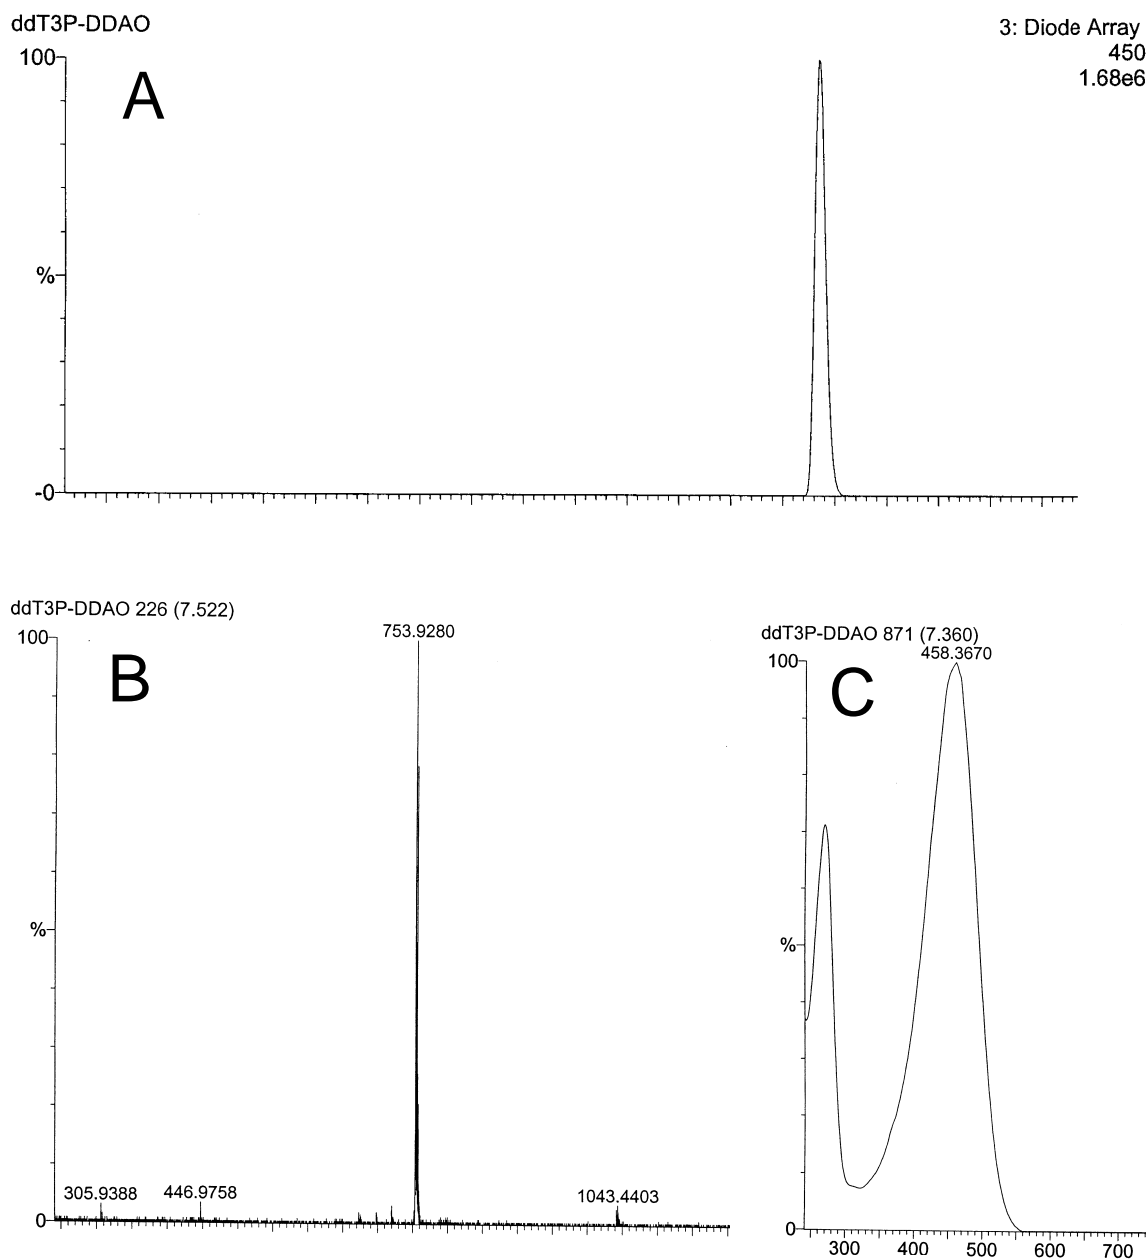 ddT3P-DDAO
3: Diode Array
450
1.68e6
100
A
%
-0
ddT3P-DDAO 226 (7.522)
100
753.9280
B
%
305.9388
446.9758
1043.4403
0
ddT3P-DDAO 871 (7.360)
458.3670
100
C
%
0
300 400 500 600 700